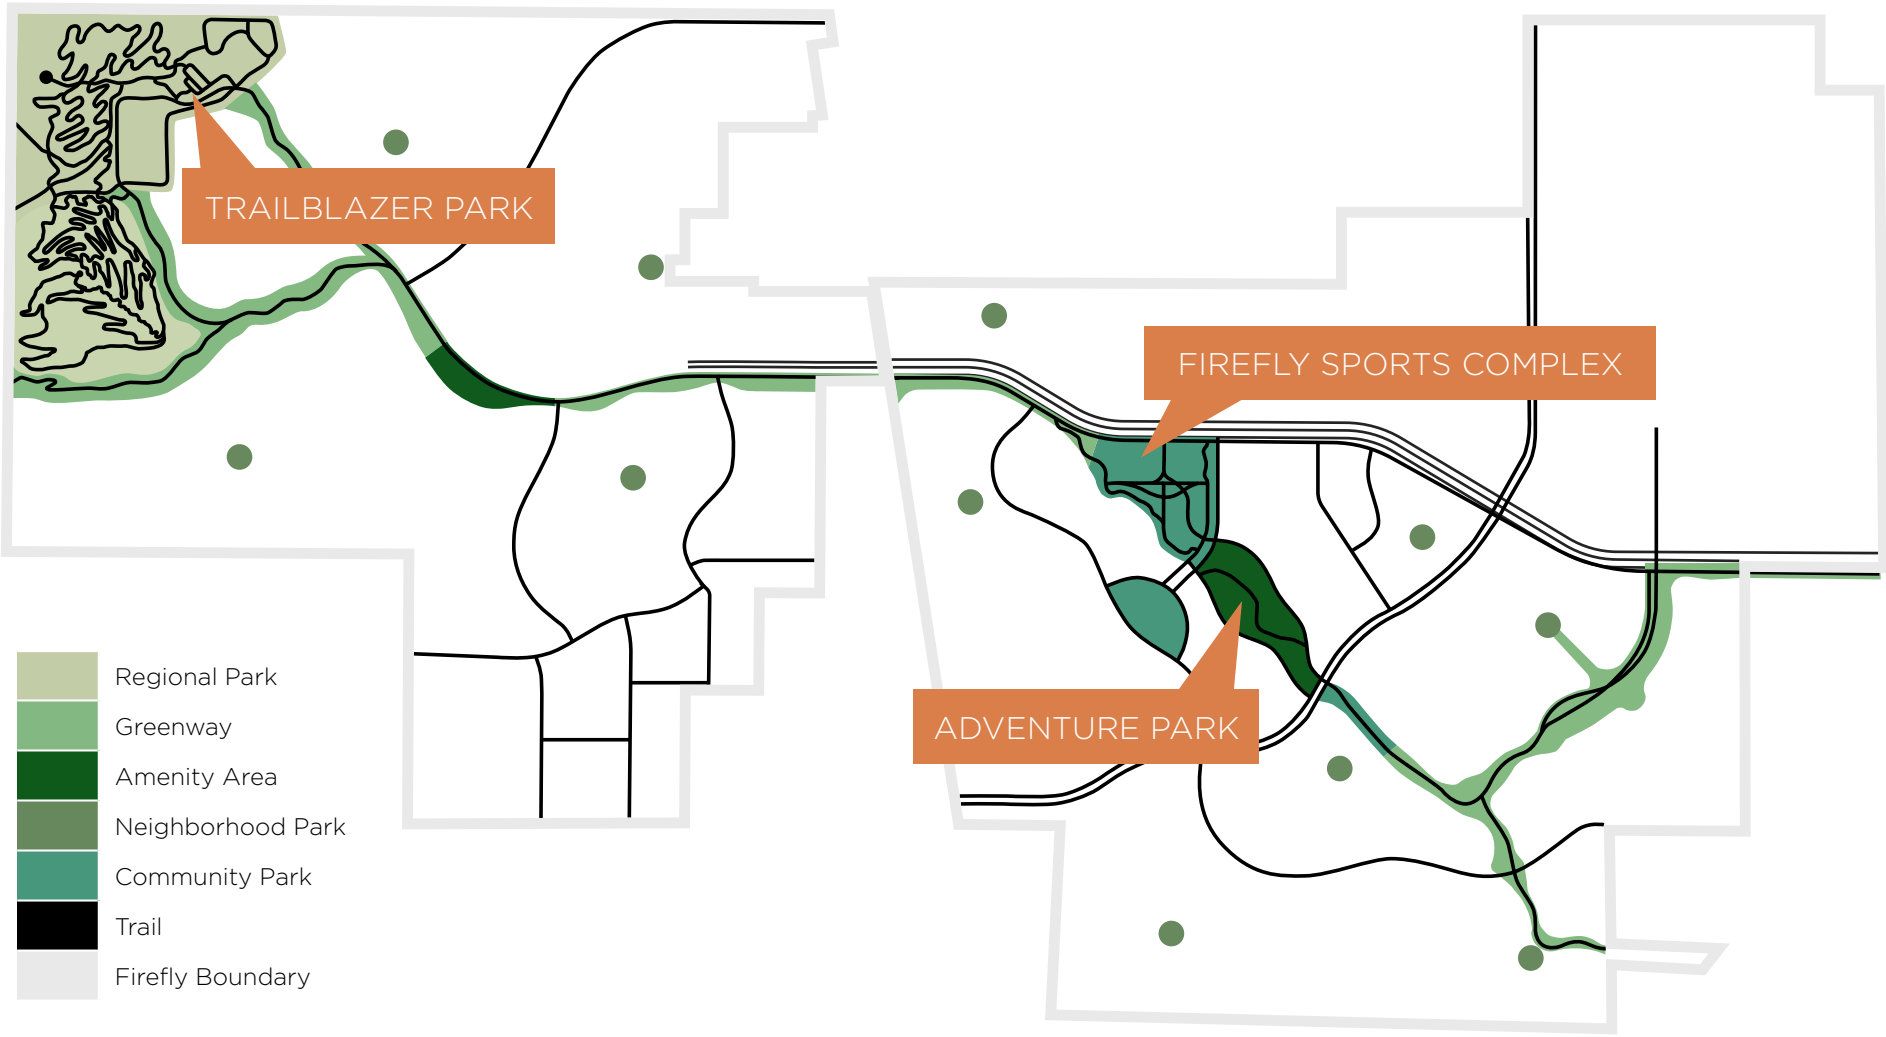 TRAILBLAZER PARK
FIREFLY SPORTS COMPLEX
ADVENTURE PARK
Regional Park
Greenway
Amenity Area
Neighborhood Park
Community Park
Trail
Firefly Boundary